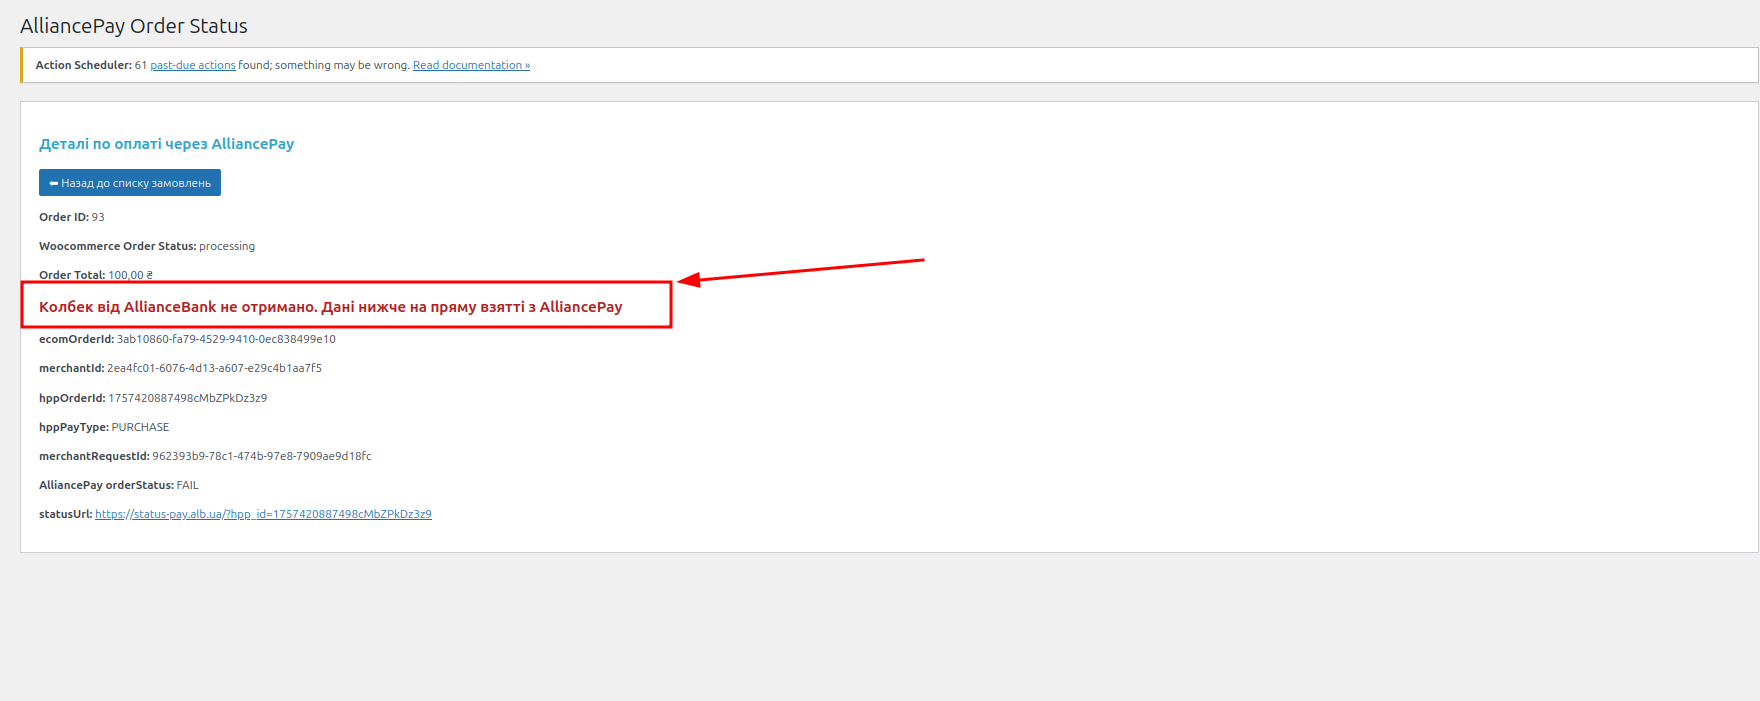 AlliancePay Order Status
Action Scheduler: 61 past-due actions found; something may be wrong. Read documentation »
Деталі по оплаті через AlliancePay
⬅ Назад до списку замовлень
Order ID: 93
Woocommerce Order Status: processing
Order Total: 100,00 ₴
Колбек від AllianceBank не отримано. Дані нижче на пряму взятті з AlliancePay
ecomOrderId: 3ab10860-fa79-4529-9410-0ec838499e10
merchantId: 2ea4fc01-6076-4d13-a607-e29c4b1aa7f5
hppOrderId: 1757420887498cMbZPkDz3z9
hppPayType: PURCHASE
merchantRequestId: 962393b9-78c1-474b-97e8-7909ae9d18fc
AlliancePay orderStatus: FAIL
statusUrl: https://status-pay.alb.ua/?hpp_id=1757420887498cMbZPkDz3z9